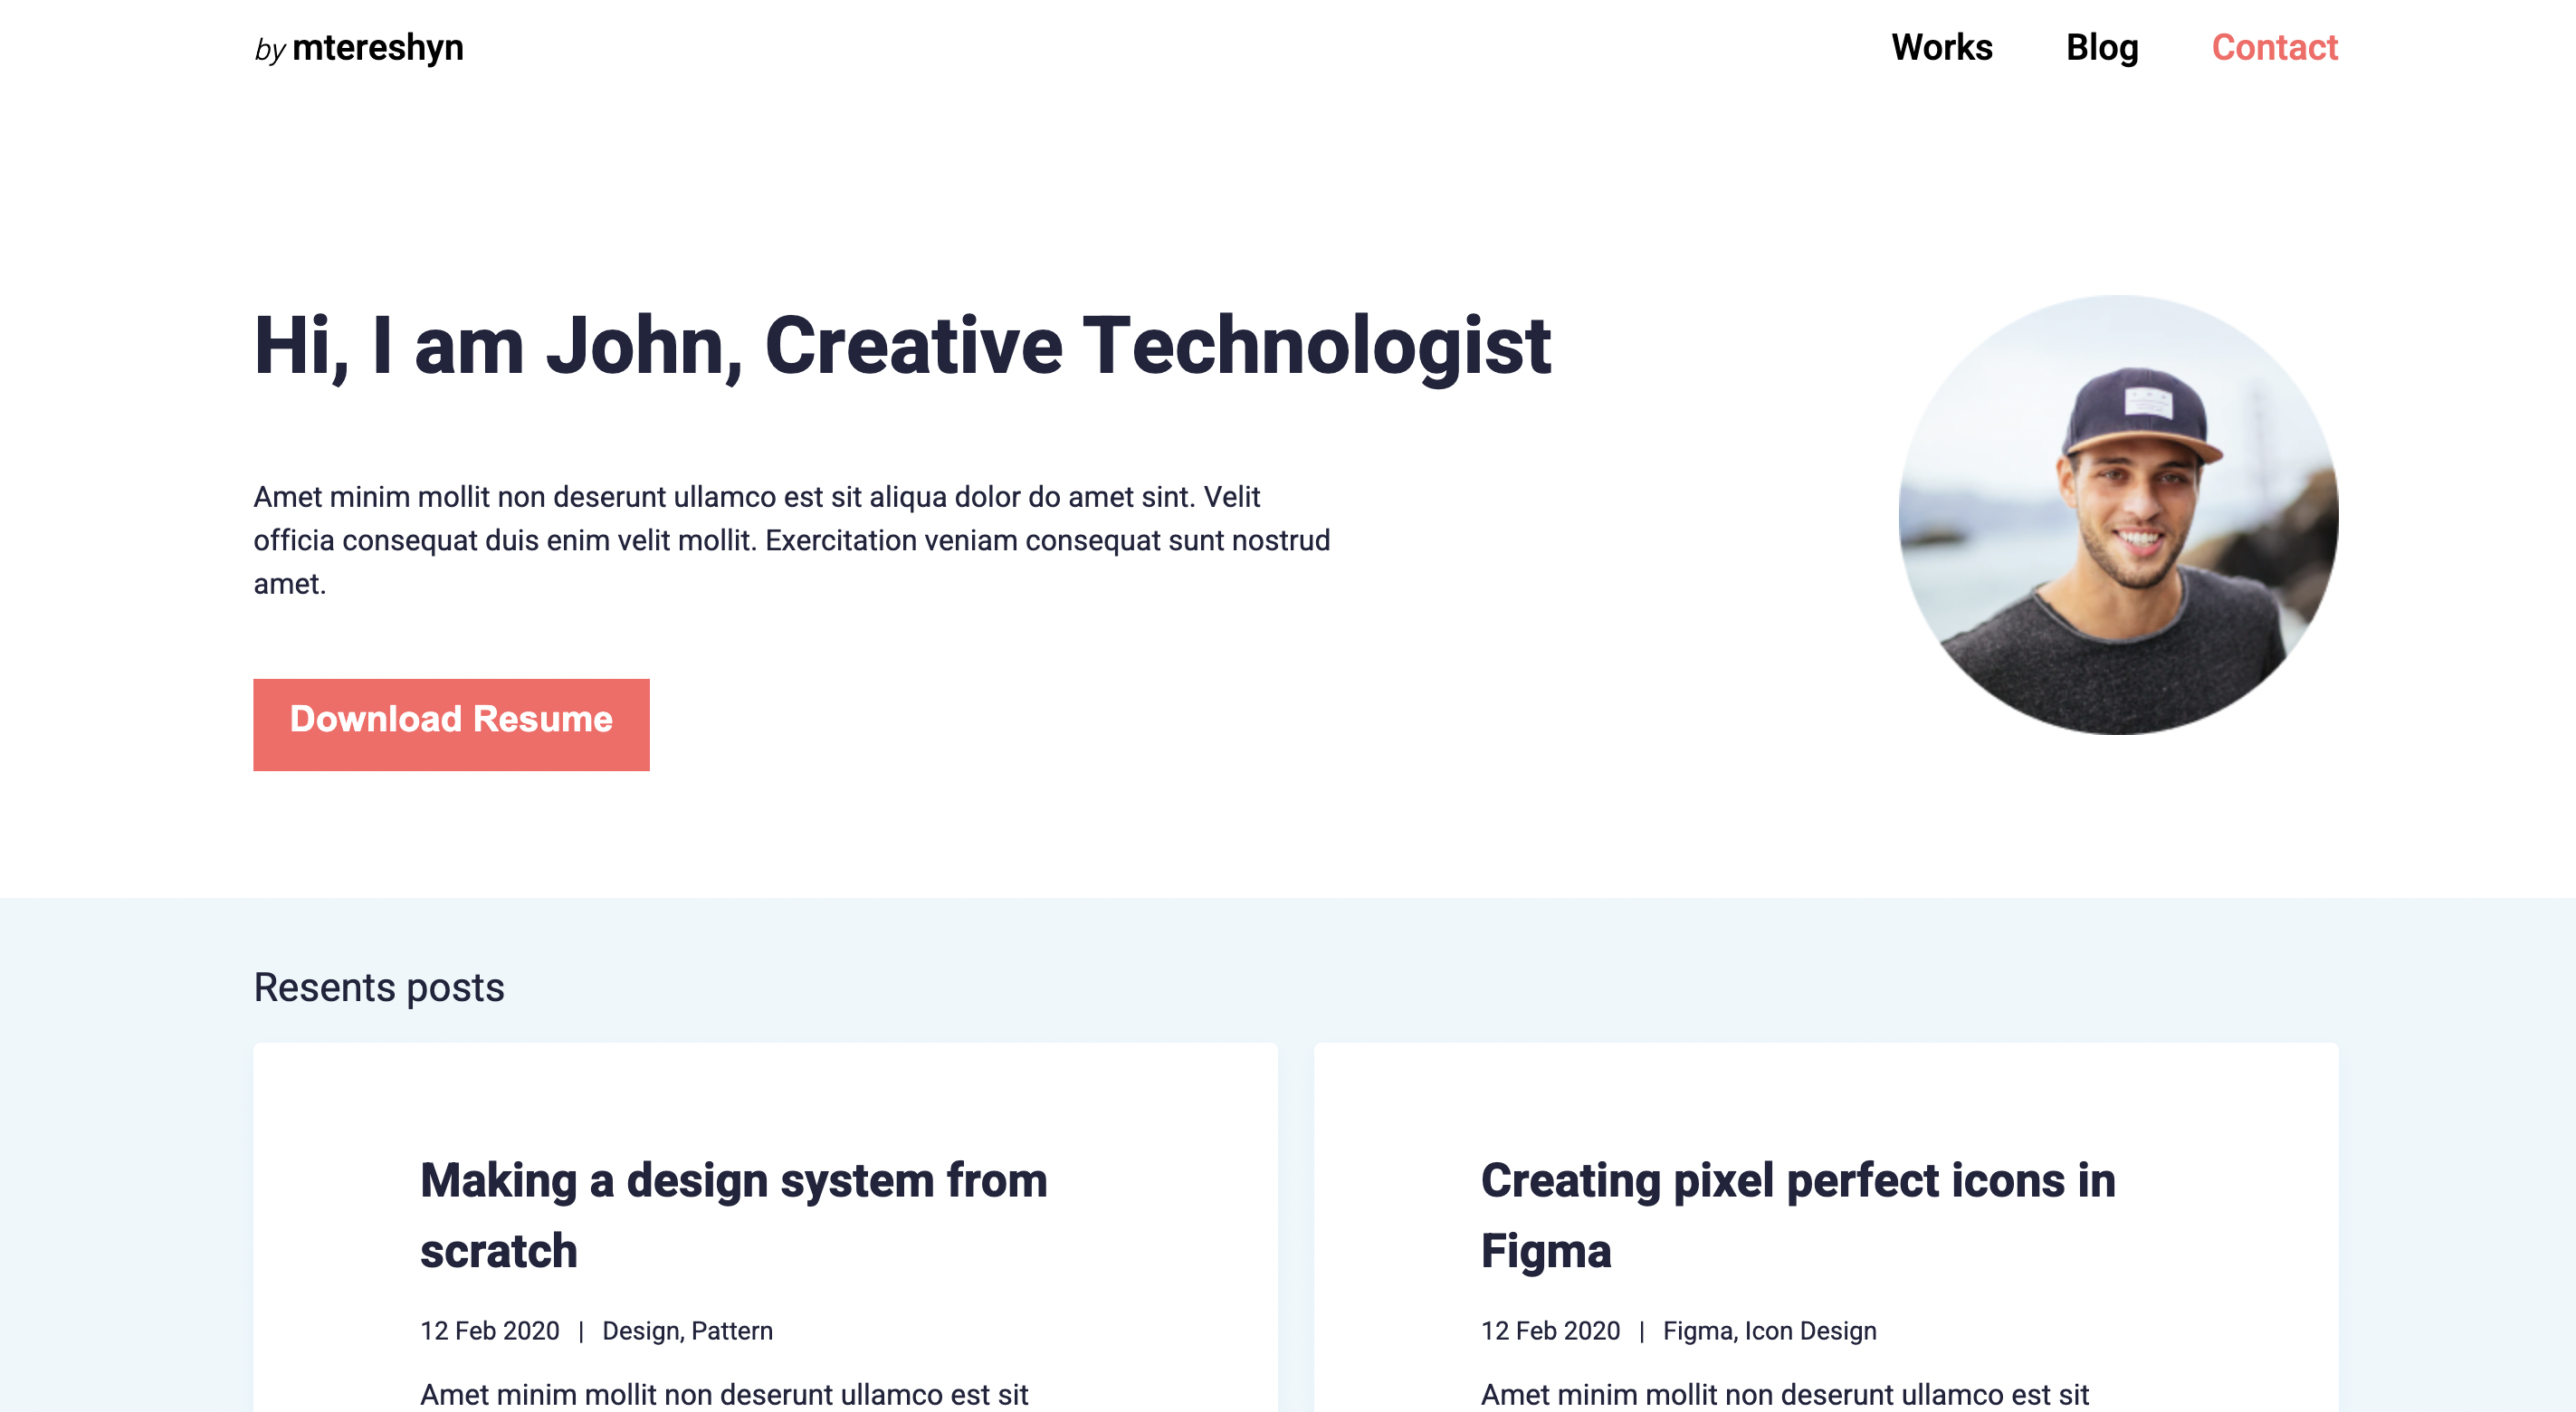 by mtereshyn
Works Blog Contact
Hi, I am John, Creative Technologist
Amet minim mollit non deserunt ullamco est sit aliqua dolor do amet sint. Velit
officia consequat duis enim velit mollit. Exercitation veniam consequat sunt nostrud
amet.
Download Resume
Resents posts
Making a design system from
scratch
12 Feb 2020 | Design, Pattern
Amet minim mollit non deserunt ullamco est sit
Creating pixel perfect icons in
Figma
12 Feb 2020 | Figma, Icon Design
Amet minim mollit non deserunt ullamco est sit